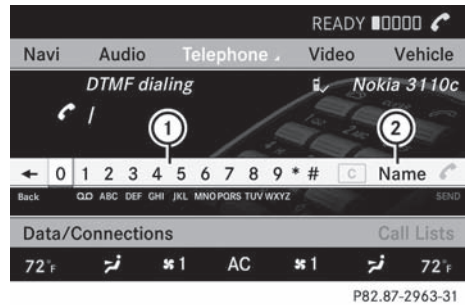 READY
Navi Audio Telephone Video Vehicle
DTMF dialing Nokia 3110c
1 2
0 1 2 3 4 5 6 7 8 9 * # C Name
Back ABC DEF GHI JKL MNO PQRS TUV WXYZ SEND
Data/Connections Call Lists
72°F 1 AC 1 72°F
P82.87-2963-31